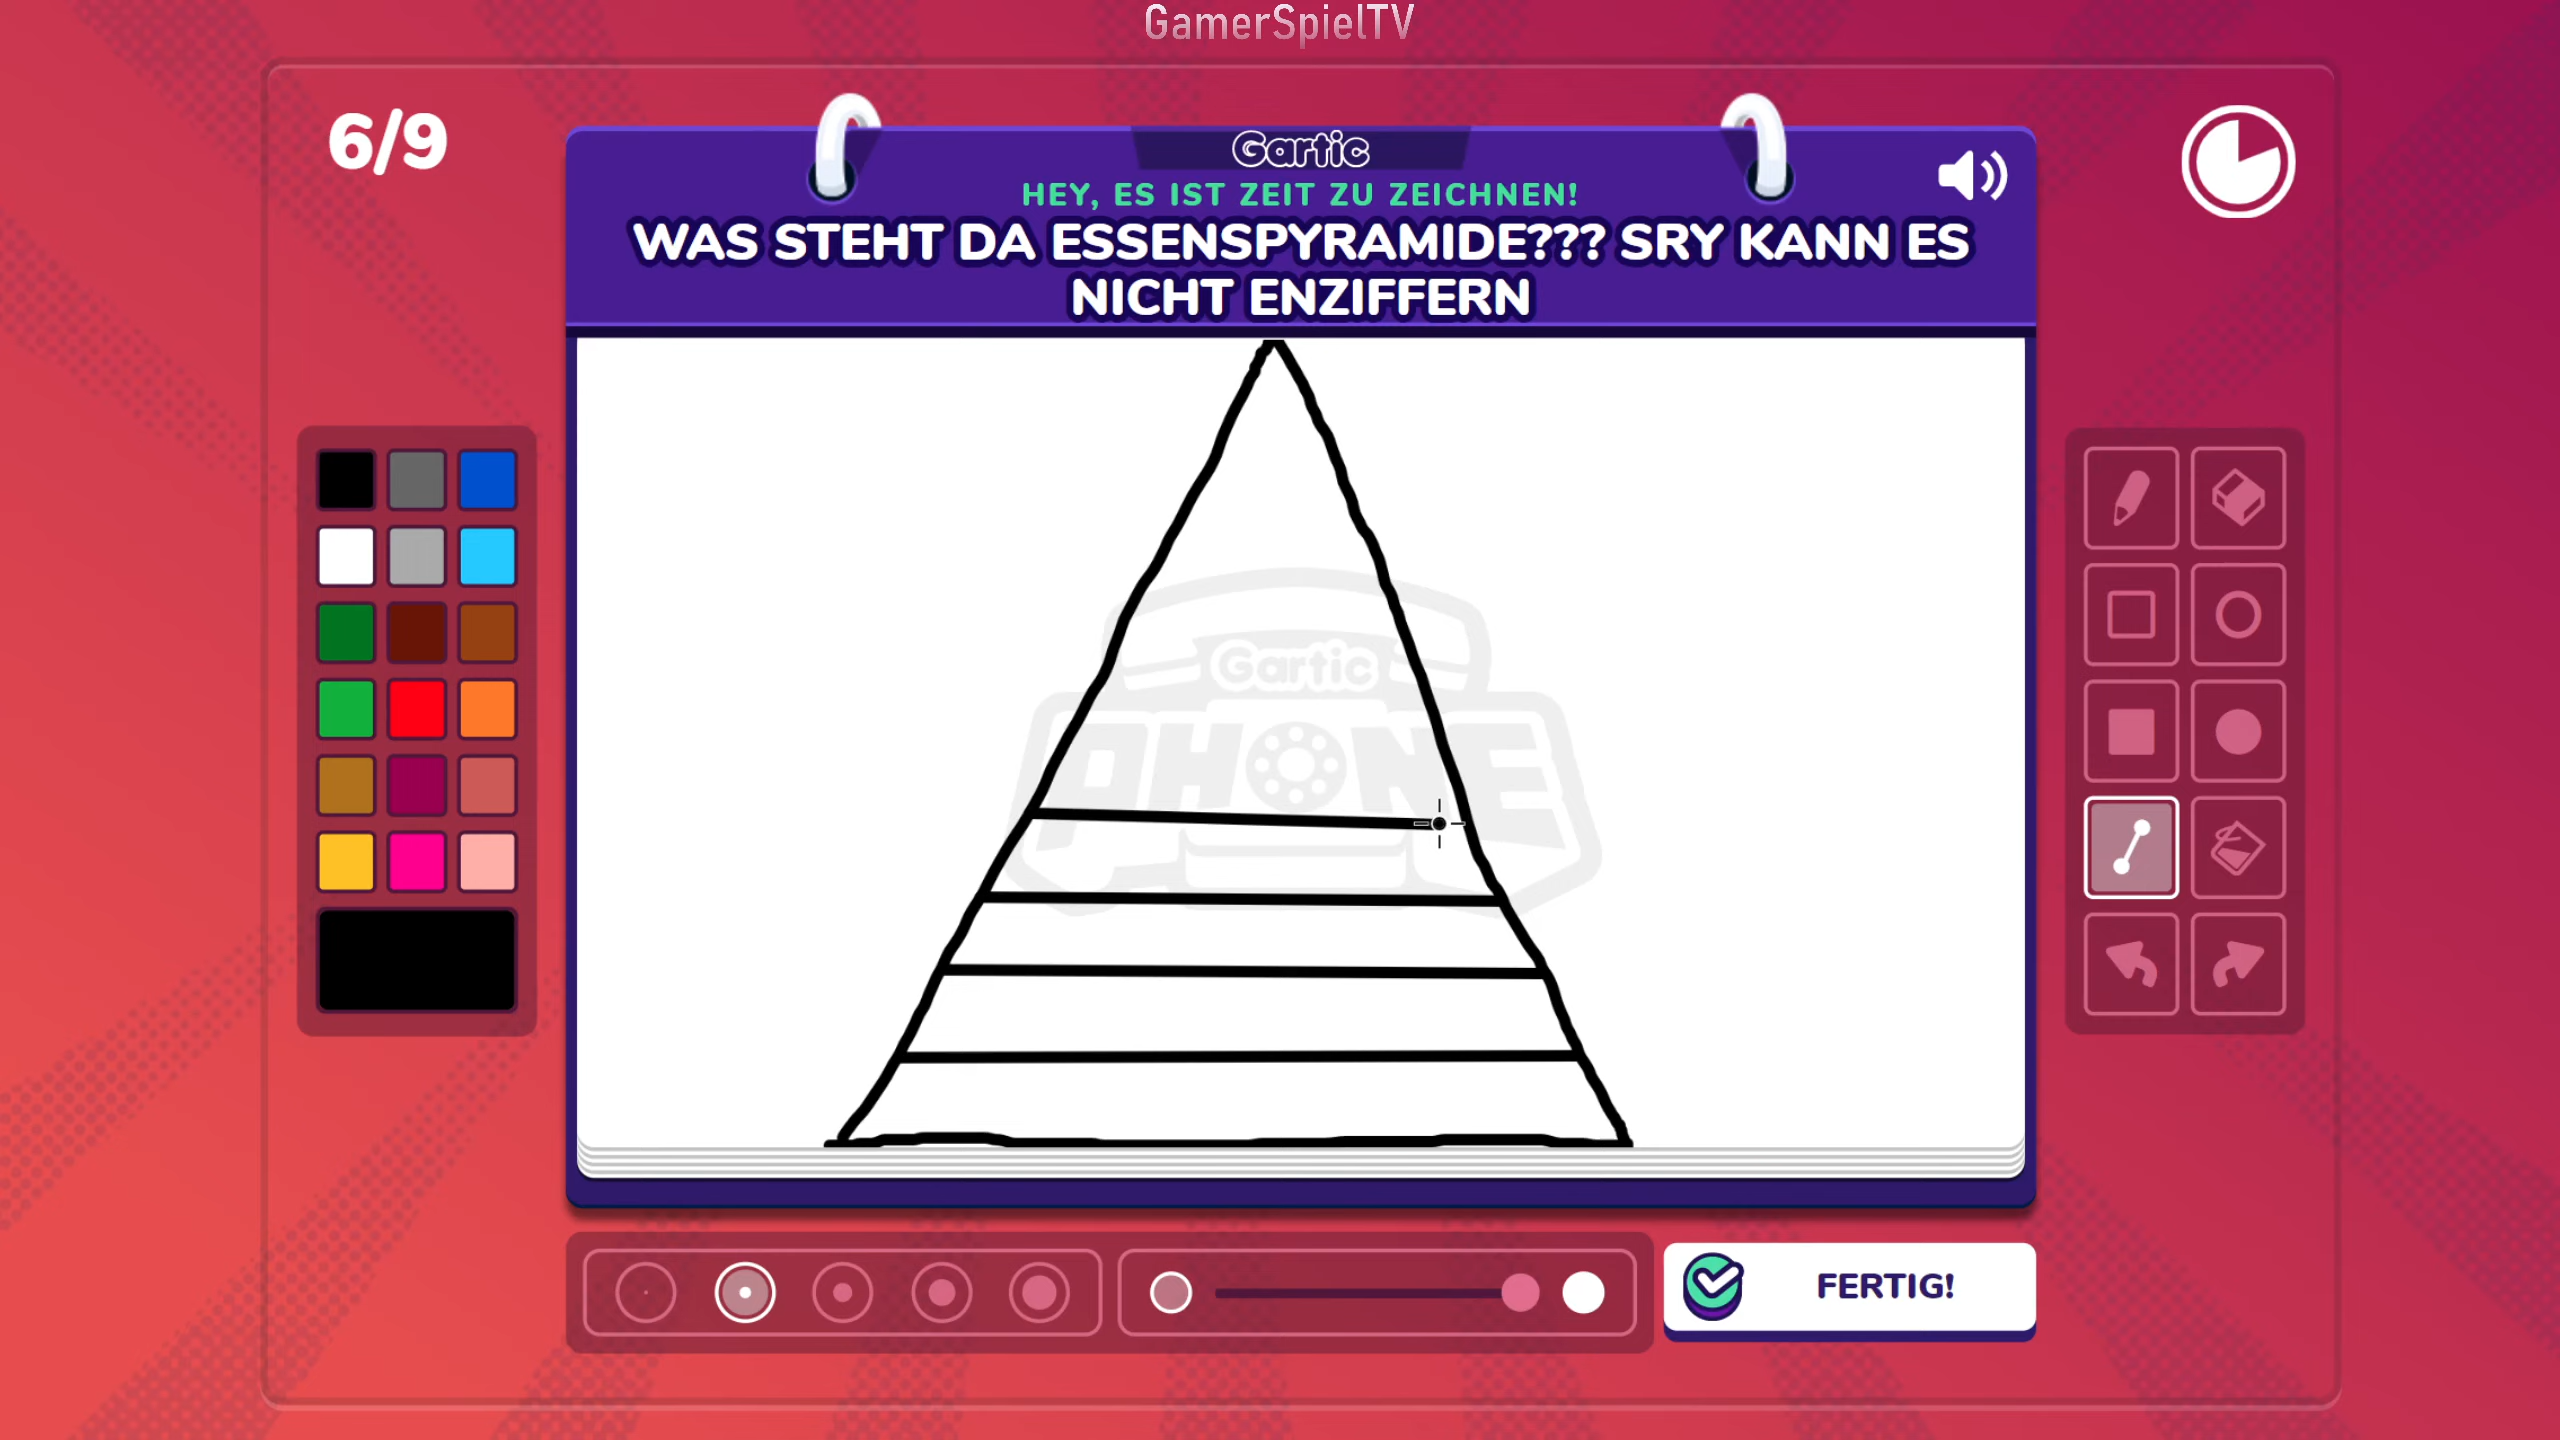 GamerSpielTV
6/9
Gartic
HEY, ES IST ZEIT ZU ZEICHNEN!
WAS STEHT DA ESSENSPYRAMIDE??? SRY KANN ES
NICHT ENZIFFERN
Gartic
PHONE
FERTIG!